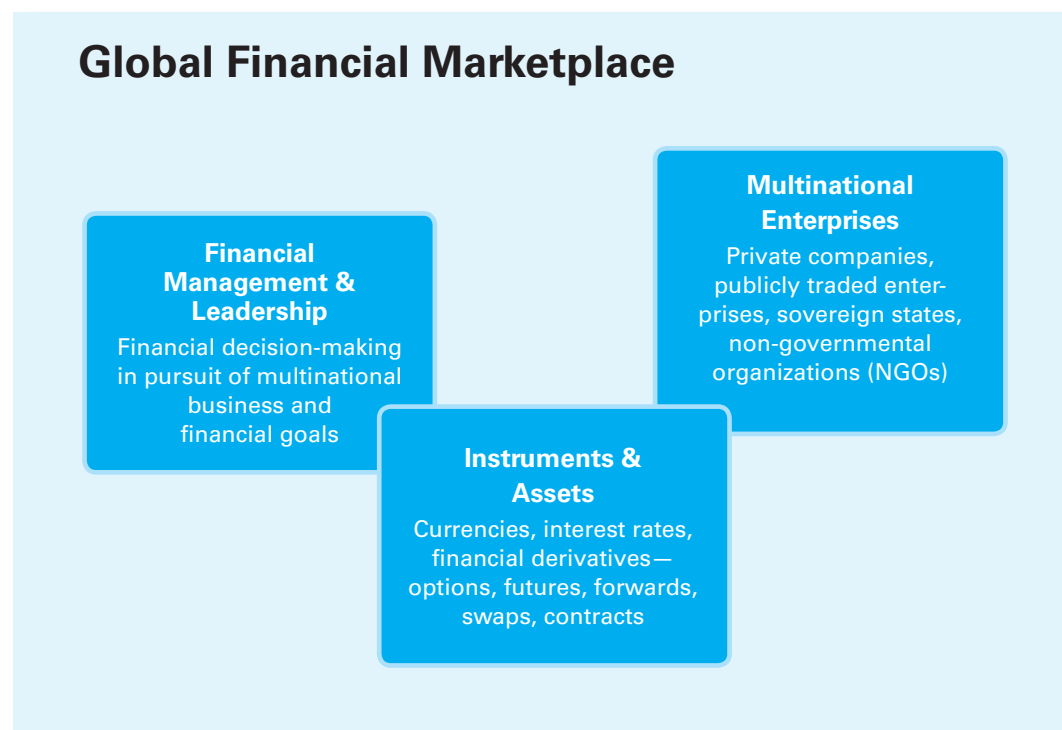 Global Financial Marketplace
Financial
Management &
Leadership
Financial decision-making
in pursuit of multinational
business and
financial goals
Multinational
Enterprises
Private companies,
publicly traded enter-
prises, sovereign states,
non-governmental
organizations (NGOs)
Instruments &
Assets
Currencies, interest rates,
financial derivatives—
options, futures, forwards,
swaps, contracts